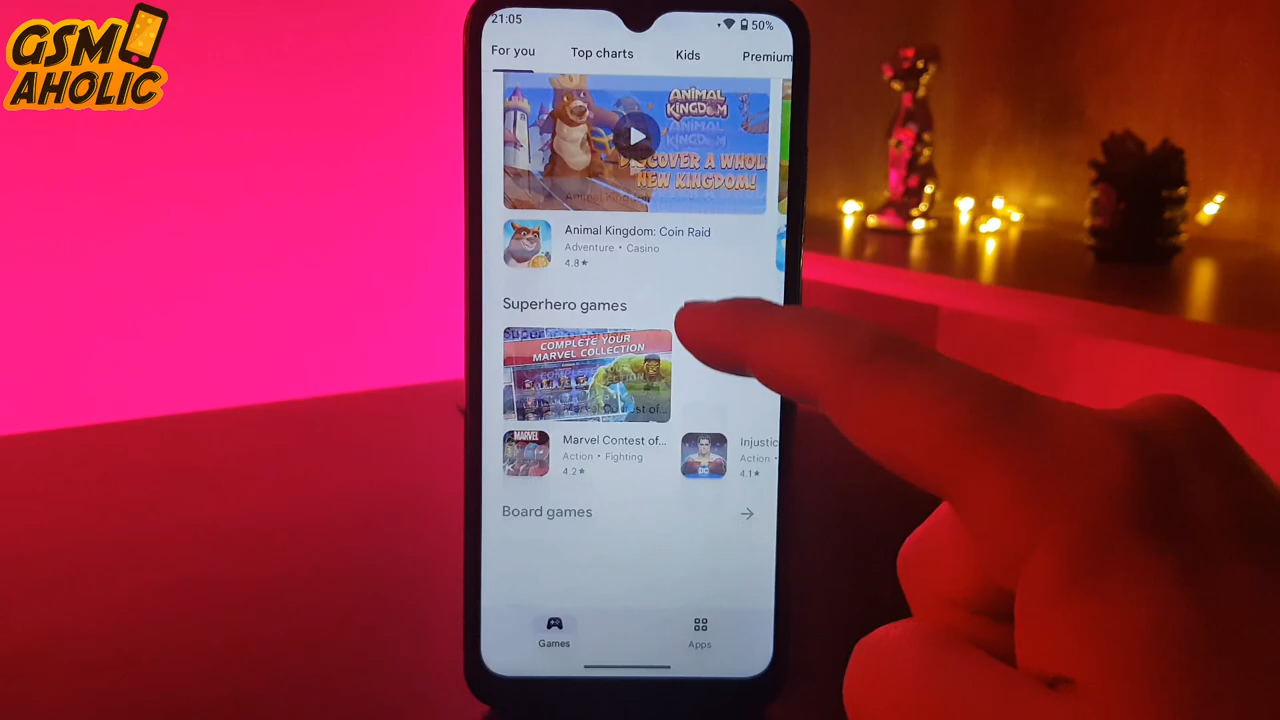 GSM
AHOLIC
21:05
50%
For you
Top charts
Kids
Premium
ANIMAL
KINGDOM
DISCOVER A WHOL
NEW KINGDOM!
Animal Kingdom: Coin Raid
Adventure • Casino
4.8★
Superhero games
COMPLETE YOUR
MARVEL COLLECTION
MARVEL
Marvel Contest of...
Action • Fighting
4.2★
DC
Injustic
Action •
4.1★
Board games
Games
Apps